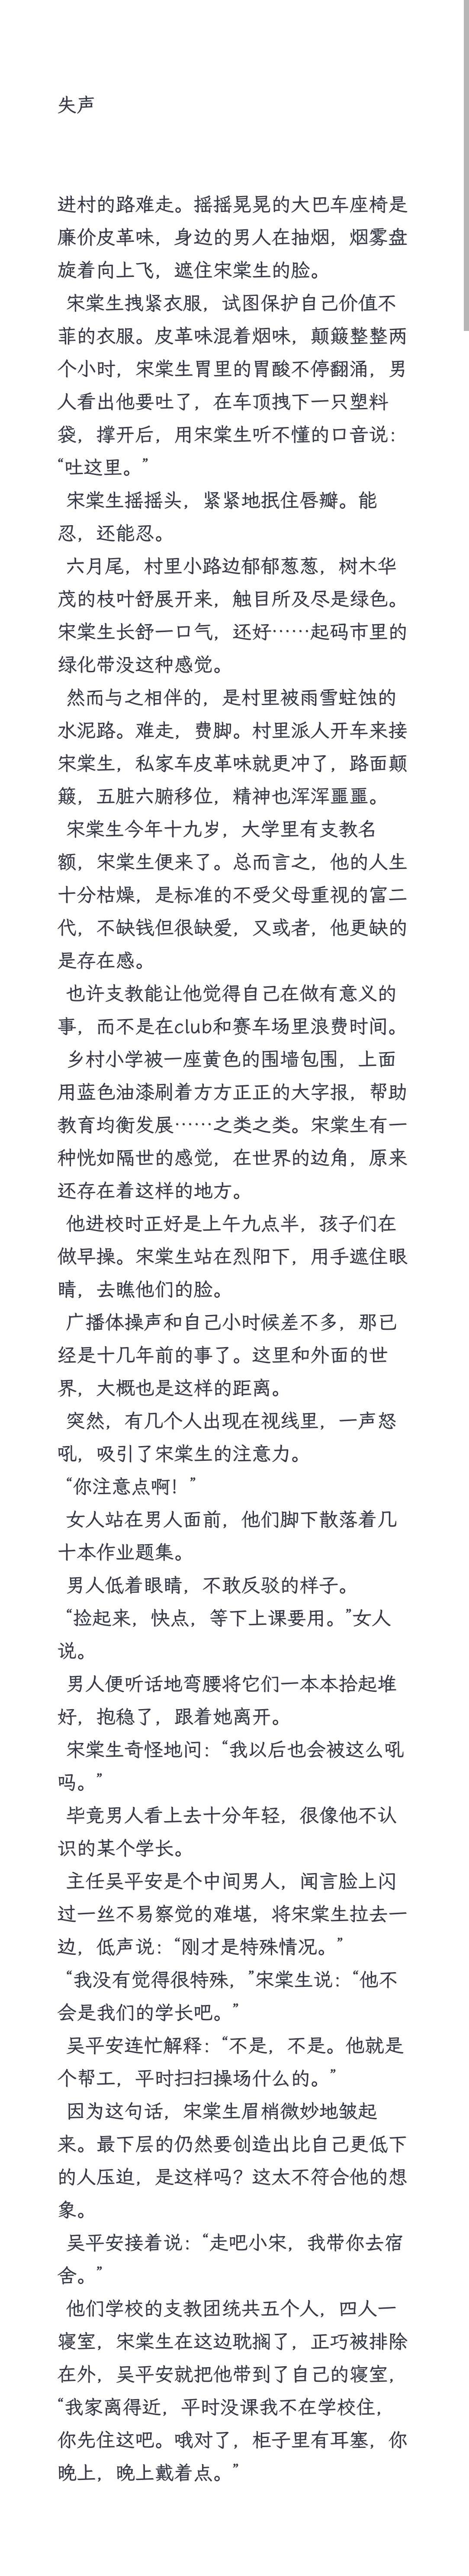 失声
进村的路难走。摇摇晃晃的大巴车座椅是
廉价皮革味，身边的男人在抽烟，烟雾盘
旋着向上飞，遮住宋棠生的脸。
宋棠生拽紧衣服，试图保护自己价值不
菲的衣服。皮革味混着烟味，颠簸整整两
个小时，宋棠生胃里的胃酸不停翻涌，男
人看出他要吐了，在车顶拽下一只塑料
袋，撑开后，用宋棠生听不懂的口音说：
“吐这里。”
宋棠生摇摇头，紧紧地抿住唇瓣。能
忍，还能忍。
六月尾，村里小路边郁郁葱葱，树木华
茂的枝叶舒展开来，触目所及尽是绿色。
宋棠生长舒一口气，还好……起码市里的
绿化带没这种感觉。
然而与之相伴的，是村里被雨雪蛀蚀的
水泥路。难走，费脚。村里派人开车来接
宋棠生，私家车皮革味就更冲了，路面颠
簸，五脏六腑移位，精神也浑浑噩噩。
宋棠生今年十九岁，大学里有支教名
额，宋棠生便来了。总而言之，他的人生
十分枯燥，是标准的不受父母重视的富二
代，不缺钱但很缺爱，又或者，他更缺的
是存在感。
也许支教能让他觉得自己在做有意义的
事，而不是在club和赛车场里浪费时间。
乡村小学被一座黄色的围墙包围，上面
用蓝色油漆刷着方方正正的大字报，帮助
教育均衡发展……之类之类。宋棠生有一
种恍如隔世的感觉，在世界的边角，原来
还存在着这样的地方。
他进校时正好是上午九点半，孩子们在
做早操。宋棠生站在烈阳下，用手遮住眼
睛，去瞧他们的脸。
广播体操声和自己小时候差不多，那已
经是十几年前的事了。这里和外面的世
界，大概也是这样的距离。
突然，有几个人出现在视线里，一声怒
吼，吸引了宋棠生的注意力。
“你注意点啊！”
女人站在男人面前，他们脚下散落着几
十本作业题集。
男人低着眼睛，不敢反驳的样子。
“捡起来，快点，等下上课要用。”女人
说。
男人便听话地弯腰将它们一本本拾起堆
好，抱稳了，跟着她离开。
宋棠生奇怪地问：“我以后也会被这么吼
吗。”
毕竟男人看上去十分年轻，很像他不认
识的某个学长。
主任吴平安是个中间男人，闻言脸上闪
过一丝不易察觉的难堪，将宋棠生拉去一
边，低声说：“刚才是特殊情况。”
“我没有觉得很特殊，”宋棠生说：“他不
会是我们的学长吧。”
吴平安连忙解释：“不是，不是。他就是
个帮工，平时扫扫操场什么的。”
因为这句话，宋棠生眉梢微妙地皱起
来。最下层的仍然要创造出比自己更低下
的人压迫，是这样吗？这太不符合他的想
象。
吴平安接着说：“走吧小宋，我带你去宿
舍。”
他们学校的支教团统共五个人，四人一
寝室，宋棠生在这边耽搁了，正巧被排除
在外，吴平安就把他带到了自己的寝室，
“我家离得近，平时没课我不在学校住，
你先住这吧。哦对了，柜子里有耳塞，你
晚上，晚上戴着点。”